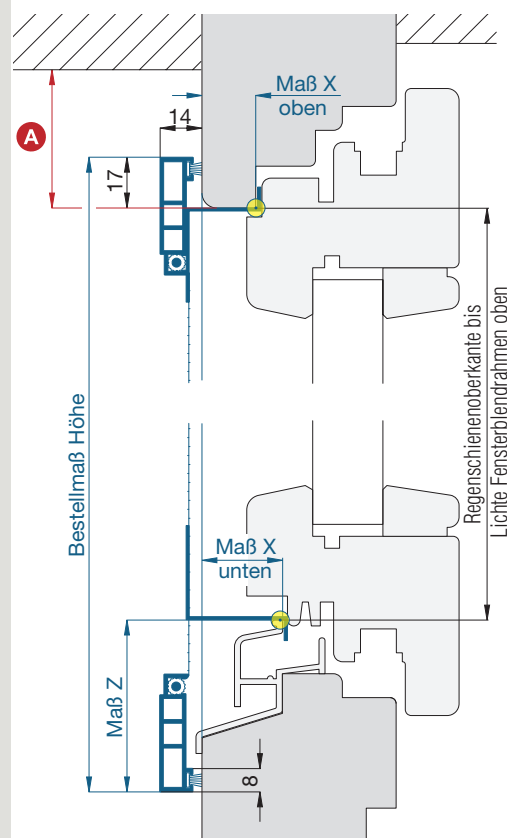 Maß X
oben
14
A
17
Bestellmaß Höhe
Regenschienenoberkante bis
Lichte Fensterblendrahmen oben
Maß X
unten
Maß Z
8